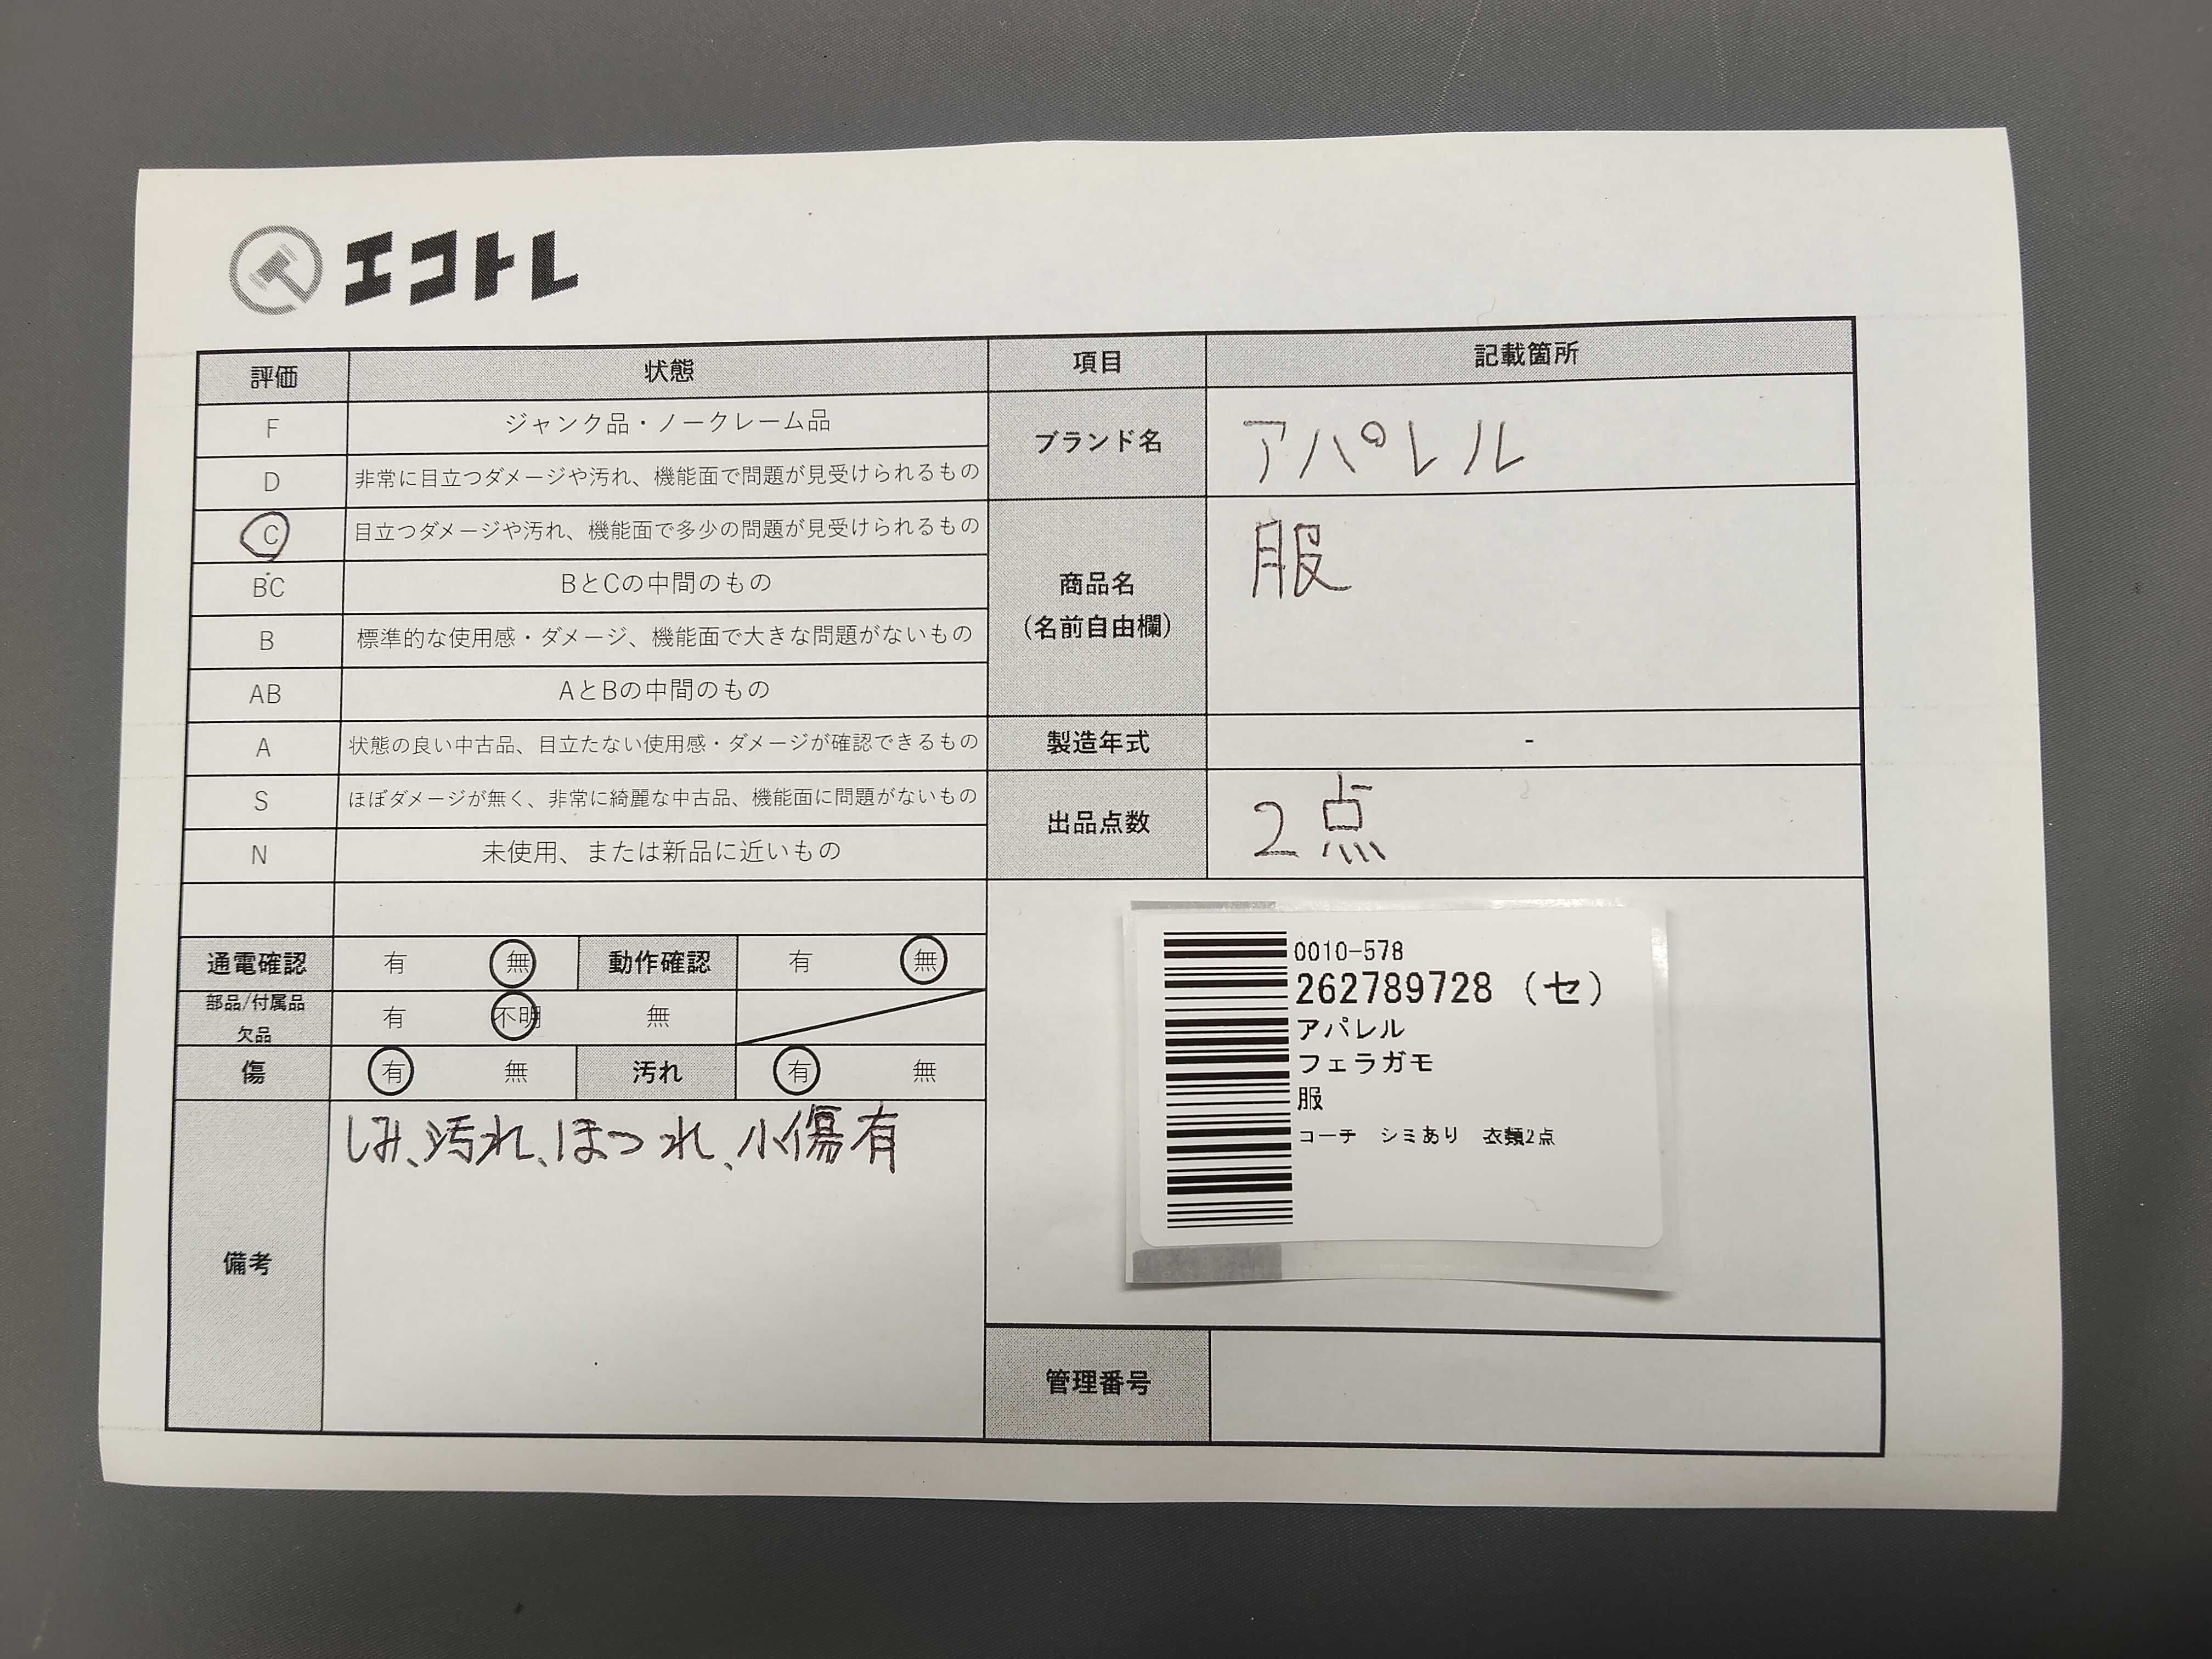 エコトレ
評価 状態 項目 記載箇所
F ジャンク品・ノークレーム品
D 非常に目立つダメージや汚れ、機能面で問題が見受けられるもの
C 目立つダメージや汚れ、機能面で多少の問題が見受けられるもの
BC BとCの中間のもの
B 標準的な使用感・ダメージ、機能面で大きな問題がないもの
AB AとBの中間のもの
A 状態の良い中古品、目立たない使用感・ダメージが確認できるもの
S ほぼダメージが無く、非常に綺麗な中古品、機能面に問題がないもの
N 未使用、または新品に近いもの
ブランド名 アパレル
商品名
(名前自由欄)
服
製造年式 -
出品点数 2点
通電確認 有 無 動作確認 有 無
部品/付属品
欠品
有 不明 無
傷 有 無 汚れ 有 無
備考
しみ、汚れ、ほつれ、小傷有
0010-578
262789728 (セ)
アパレル
フェラガモ
服
コーチ シミあり 衣類2点
管理番号